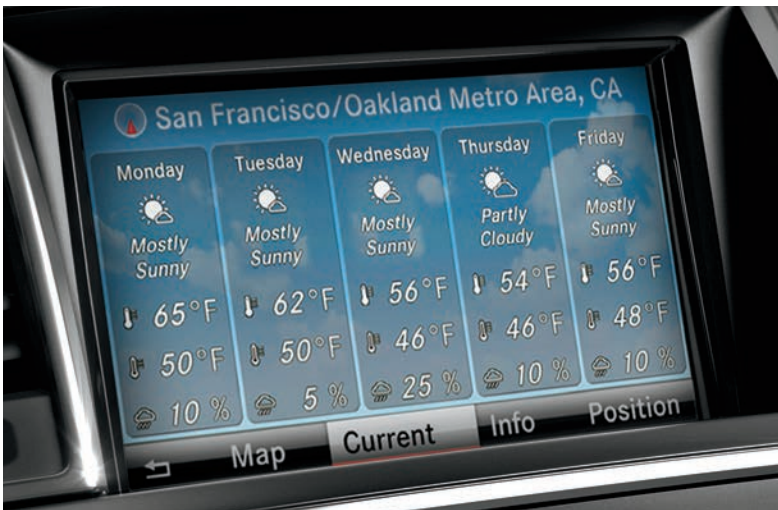 San Francisco/Oakland Metro Area, CA
Monday
Mostly
Sunny
65°F
50°F
10 %
Tuesday
Mostly
Sunny
62°F
50°F
5 %
Wednesday
Mostly
Sunny
56°F
46°F
25 %
Thursday
Partly
Cloudy
54°F
46°F
10 %
Friday
Mostly
Sunny
56°F
48°F
10 %
Map
Current
Info
Position